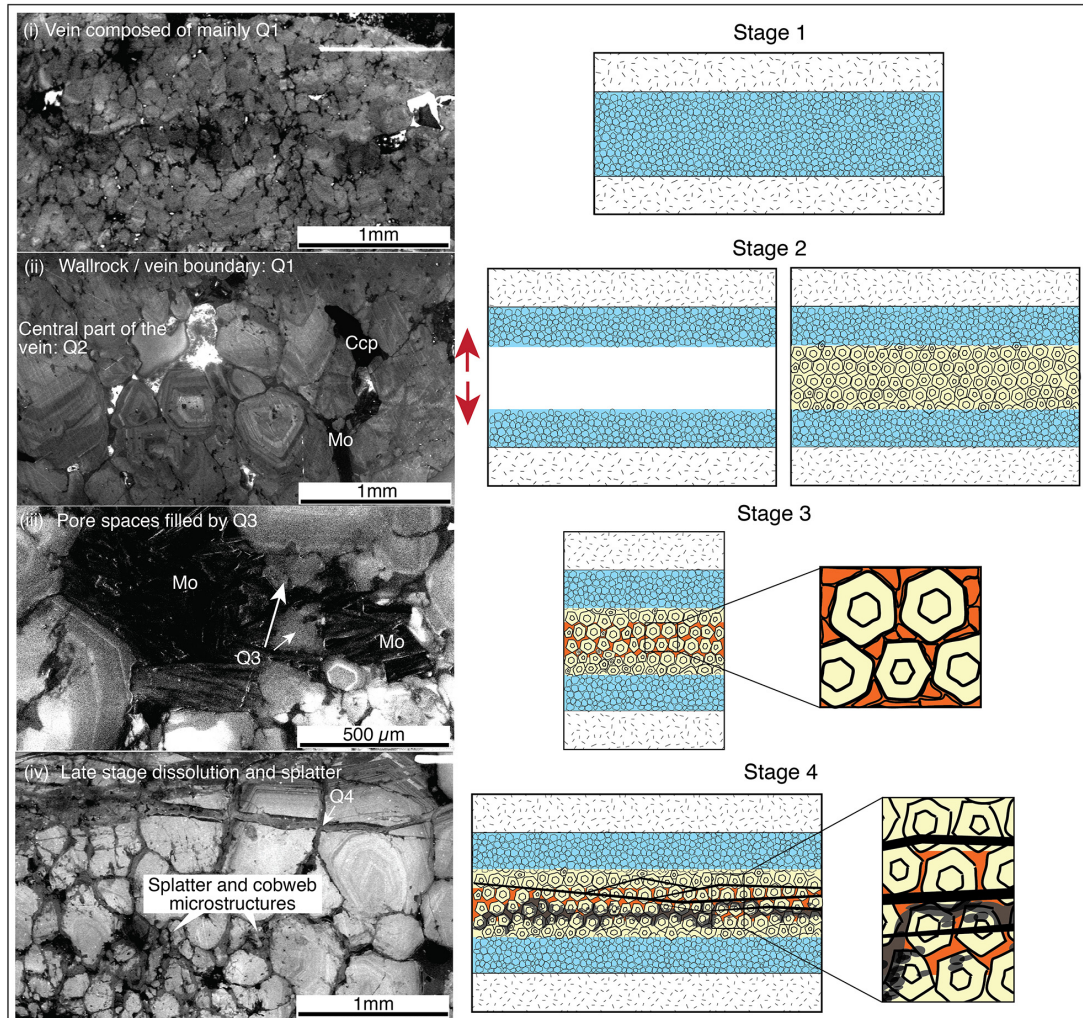 (i) Vein composed of mainly Q1
1mm
Stage 1
(ii) Wallrock / vein boundary: Q1
Central part of the
vein: Q2
Ccp
Mo
1mm
Stage 2
(iii) Pore spaces filled by Q3
Mo
Q3
Mo
500 µm
Stage 3
(iv) Late stage dissolution and splatter
Q4
Splatter and cobweb
microstructures
1mm
Stage 4